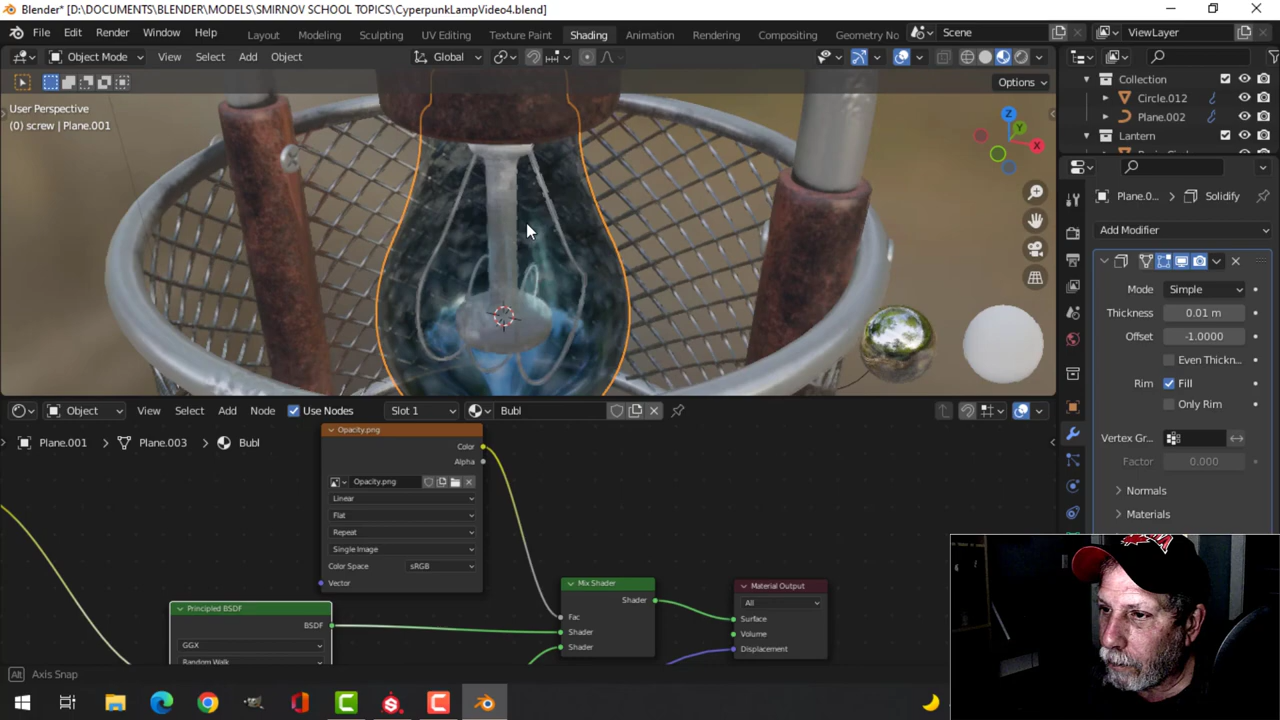 Blender* [D:\DOCUMENTS\BLENDER\MODELS\SMIRNOV SCHOOL TOPICS\CyperpunkLampVideo4.blend]
File Edit Render Window Help Layout Modeling Sculpting UV Editing Texture Paint Shading Animation Rendering Compositing Geometry No Scene ViewLayer
Object Mode View Select Add Object Global
Options
User Perspective
(0) screw | Plane.001
Z
Y
X
Collection
Circle.012
Plane.002
Lantern
Plane.0... Solidify
Add Modifier
Mode Simple
Thickness 0.01 m
Offset -1.0000
Even Thickn...
Rim Fill
Only Rim
Vertex Gr...
Factor 0.000
Normals
Materials
Object View Select Add Node Use Nodes Slot 1 Bubl
Plane.001 Plane.003 Bubl
Opacity.png
Color
Alpha
Opacity.png
Linear
Flat
Repeat
Single Image
Color Space sRGB
Vector
Principled BSDF
BSDF
GGX
Random Walk
Mix Shader
Shader
Fac
Shader
Shader
Material Output
All
Surface
Volume
Displacement
Alt Axis Snap